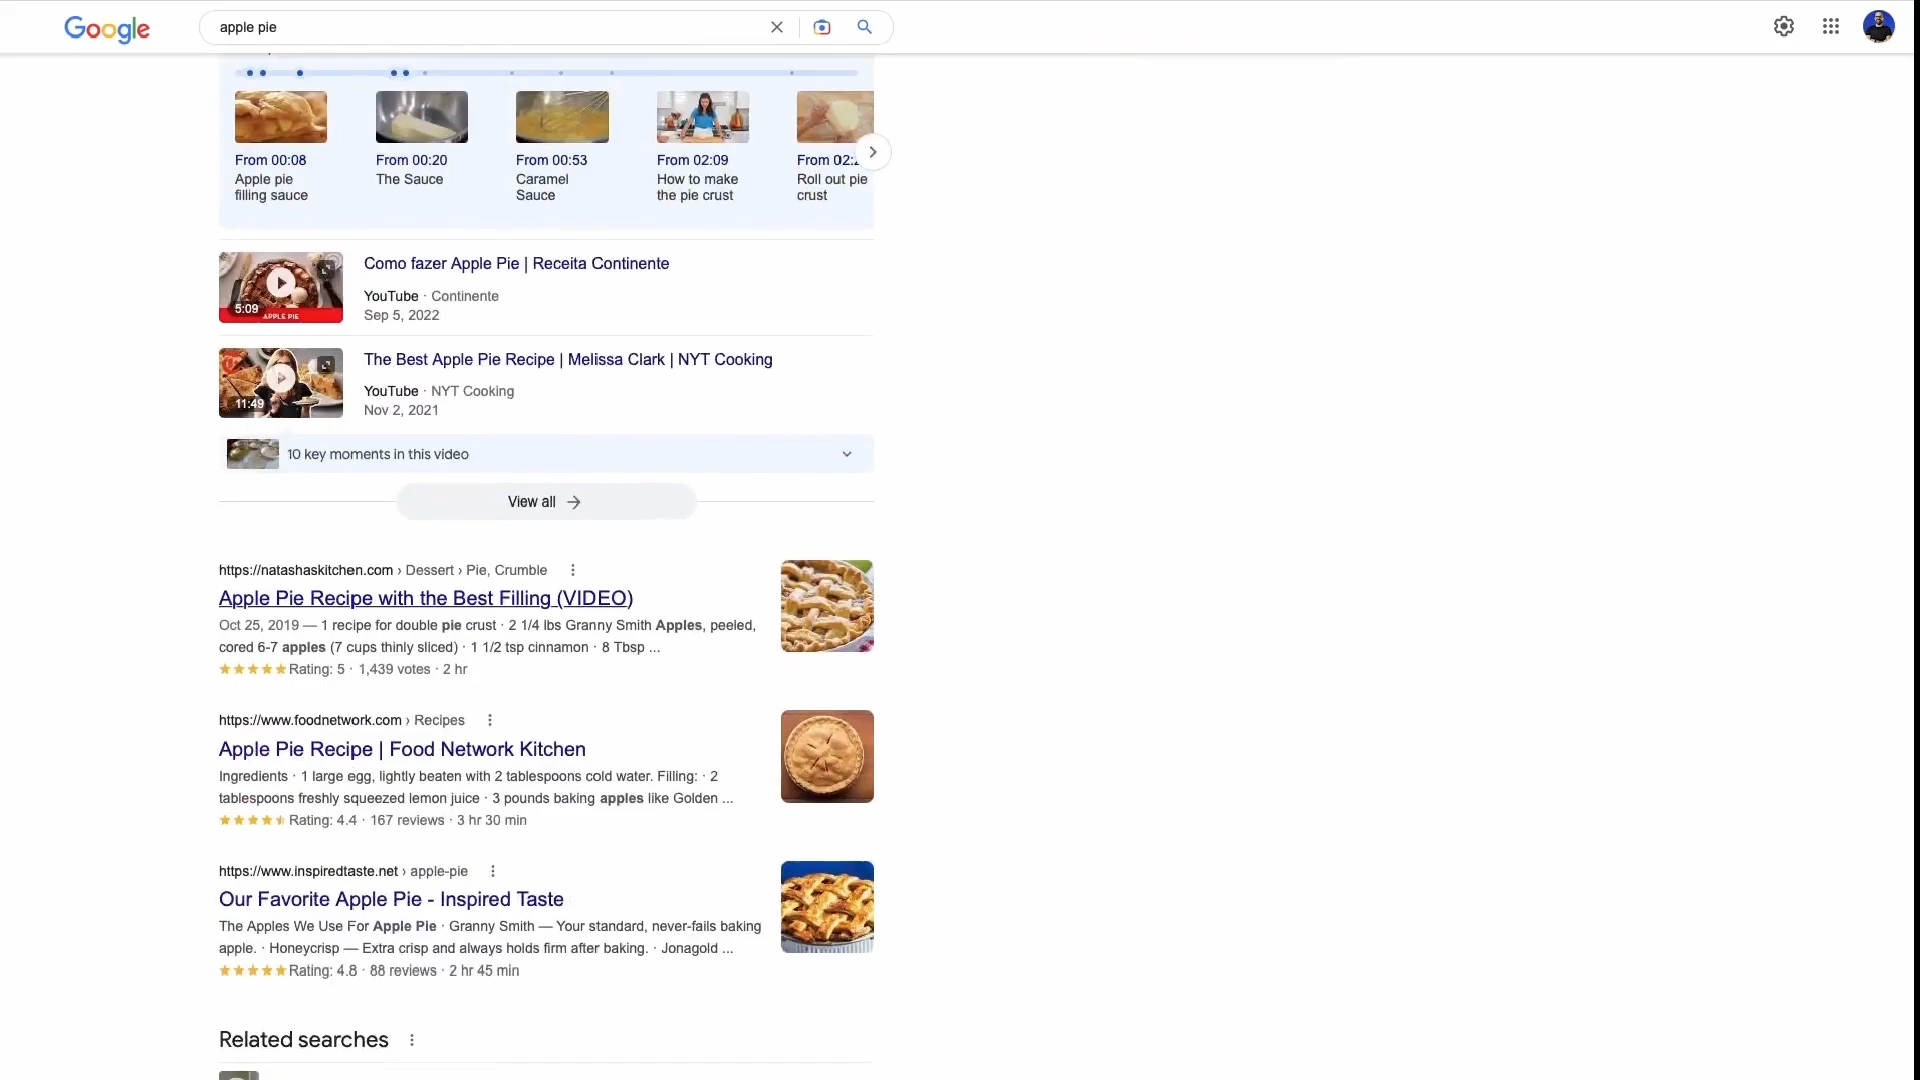 Google
apple pie
From 00:08
Apple pie
filling sauce
From 00:20
The Sauce
From 00:53
Caramel
Sauce
From 02:09
How to make
the pie crust
From 02:2
Roll out pie
crust
5:09
APPLE PIE
Como fazer Apple Pie | Receita Continente
YouTube · Continente
Sep 5, 2022
11:49
The Best Apple Pie Recipe | Melissa Clark | NYT Cooking
YouTube · NYT Cooking
Nov 2, 2021
10 key moments in this video
View all
https://natashaskitchen.com › Dessert › Pie, Crumble
Apple Pie Recipe with the Best Filling (VIDEO)
Oct 25, 2019 — 1 recipe for double pie crust · 2 1/4 lbs Granny Smith Apples, peeled,
cored 6-7 apples (7 cups thinly sliced) · 1 1/2 tsp cinnamon · 8 Tbsp ...
Rating: 5 · 1,439 votes · 2 hr
https://www.foodnetwork.com › Recipes
Apple Pie Recipe | Food Network Kitchen
Ingredients · 1 large egg, lightly beaten with 2 tablespoons cold water. Filling: · 2
tablespoons freshly squeezed lemon juice · 3 pounds baking apples like Golden ...
Rating: 4.4 · 167 reviews · 3 hr 30 min
https://www.inspiredtaste.net › apple-pie
Our Favorite Apple Pie - Inspired Taste
The Apples We Use For Apple Pie · Granny Smith — Your standard, never-fails baking
apple. · Honeycrisp — Extra crisp and always holds firm after baking. · Jonagold ...
Rating: 4.8 · 88 reviews · 2 hr 45 min
Related searches